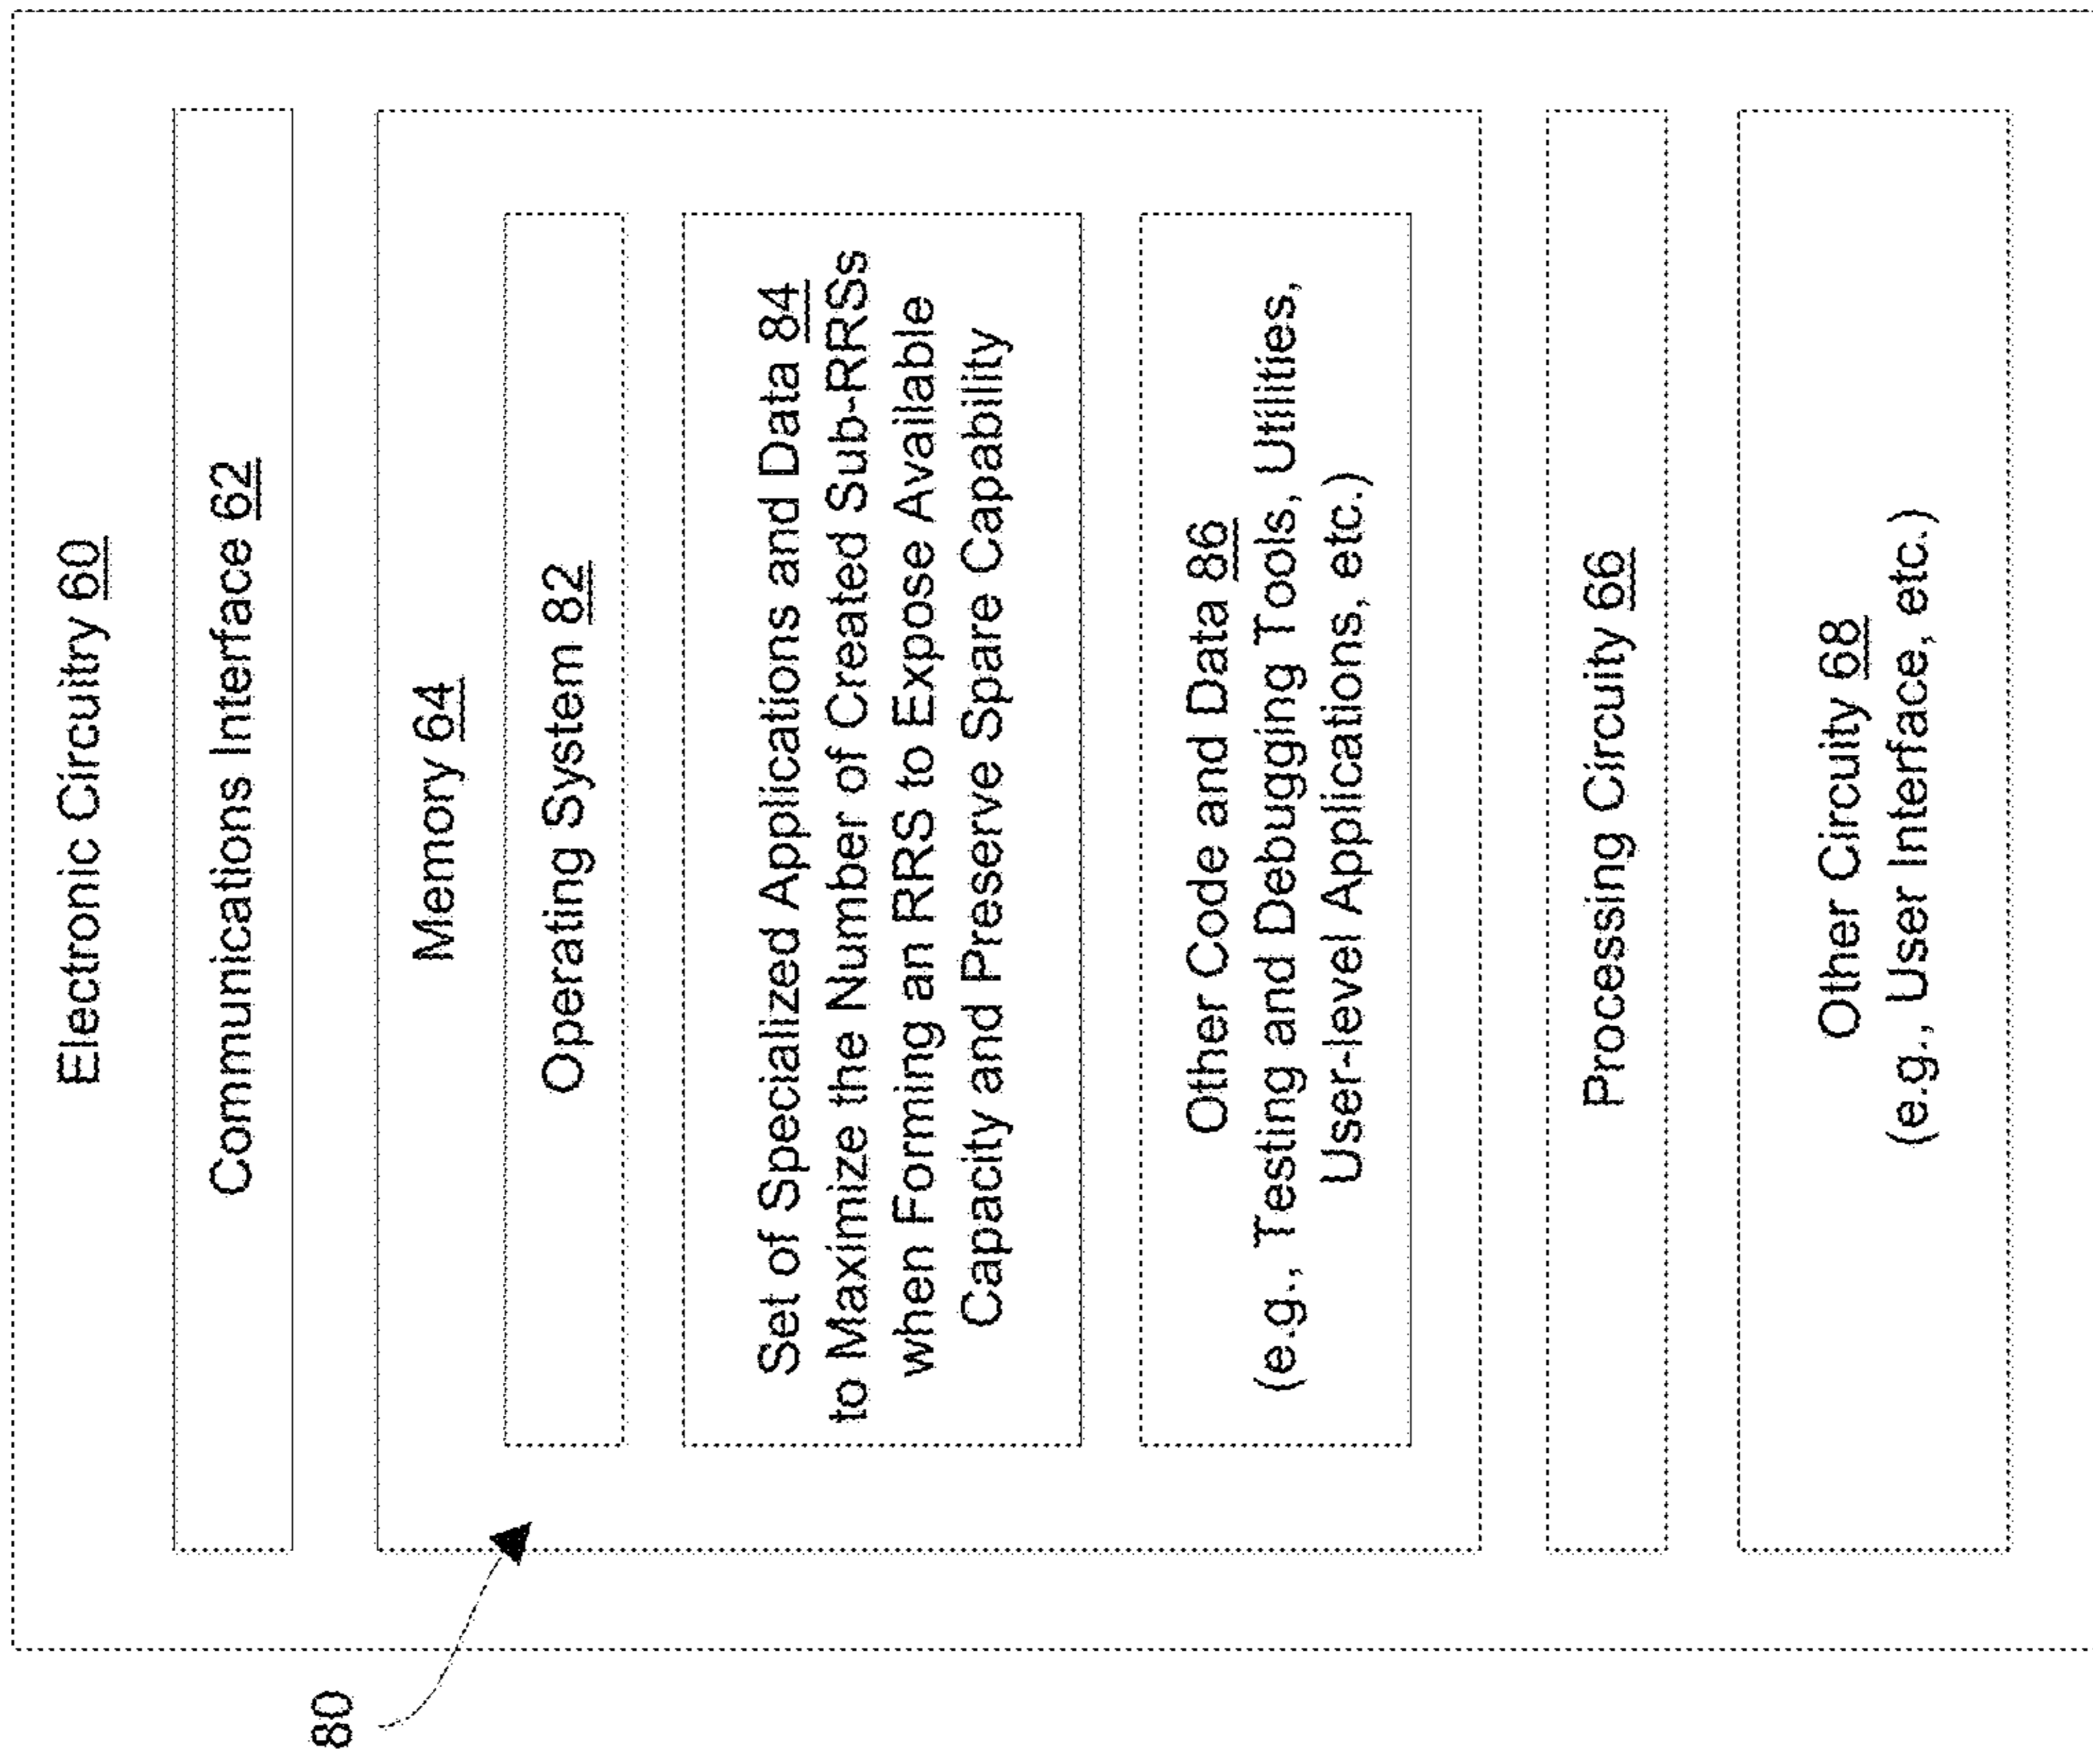 Electronic Circuitry 60
Communications Interface 62
Memory 64
Operating System 82
Set of Specialized Applications and Data 84
to Maximize the Number of Created Sub-RRSs
when Forming an RRS to Expose Available
Capacity and Preserve Spare Capability
Other Code and Data 86
(e.g., Testing and Debugging Tools, Utilities,
User-level Applications, etc.)
Processing Circuity 66
Other Circuity 68
(e.g., User Interface, etc.)
80